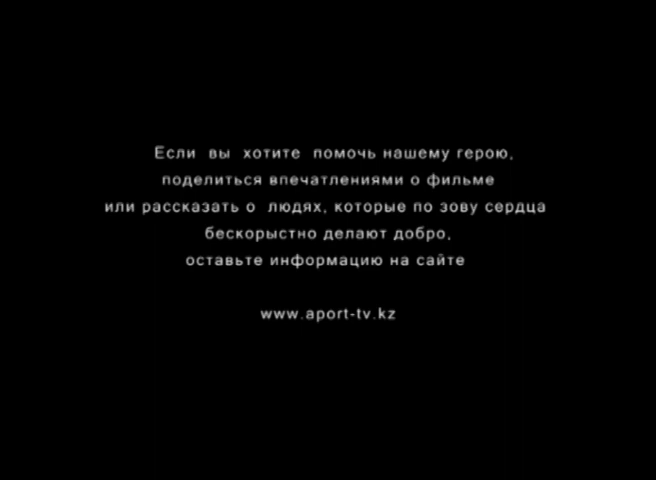 Если вы хотите помочь нашему герою,
поделиться впечатлениями о фильме
или рассказать о людях, которые по зову сердца
бескорыстно делают добро,
оставьте информацию на сайте
www.aport-tv.kz